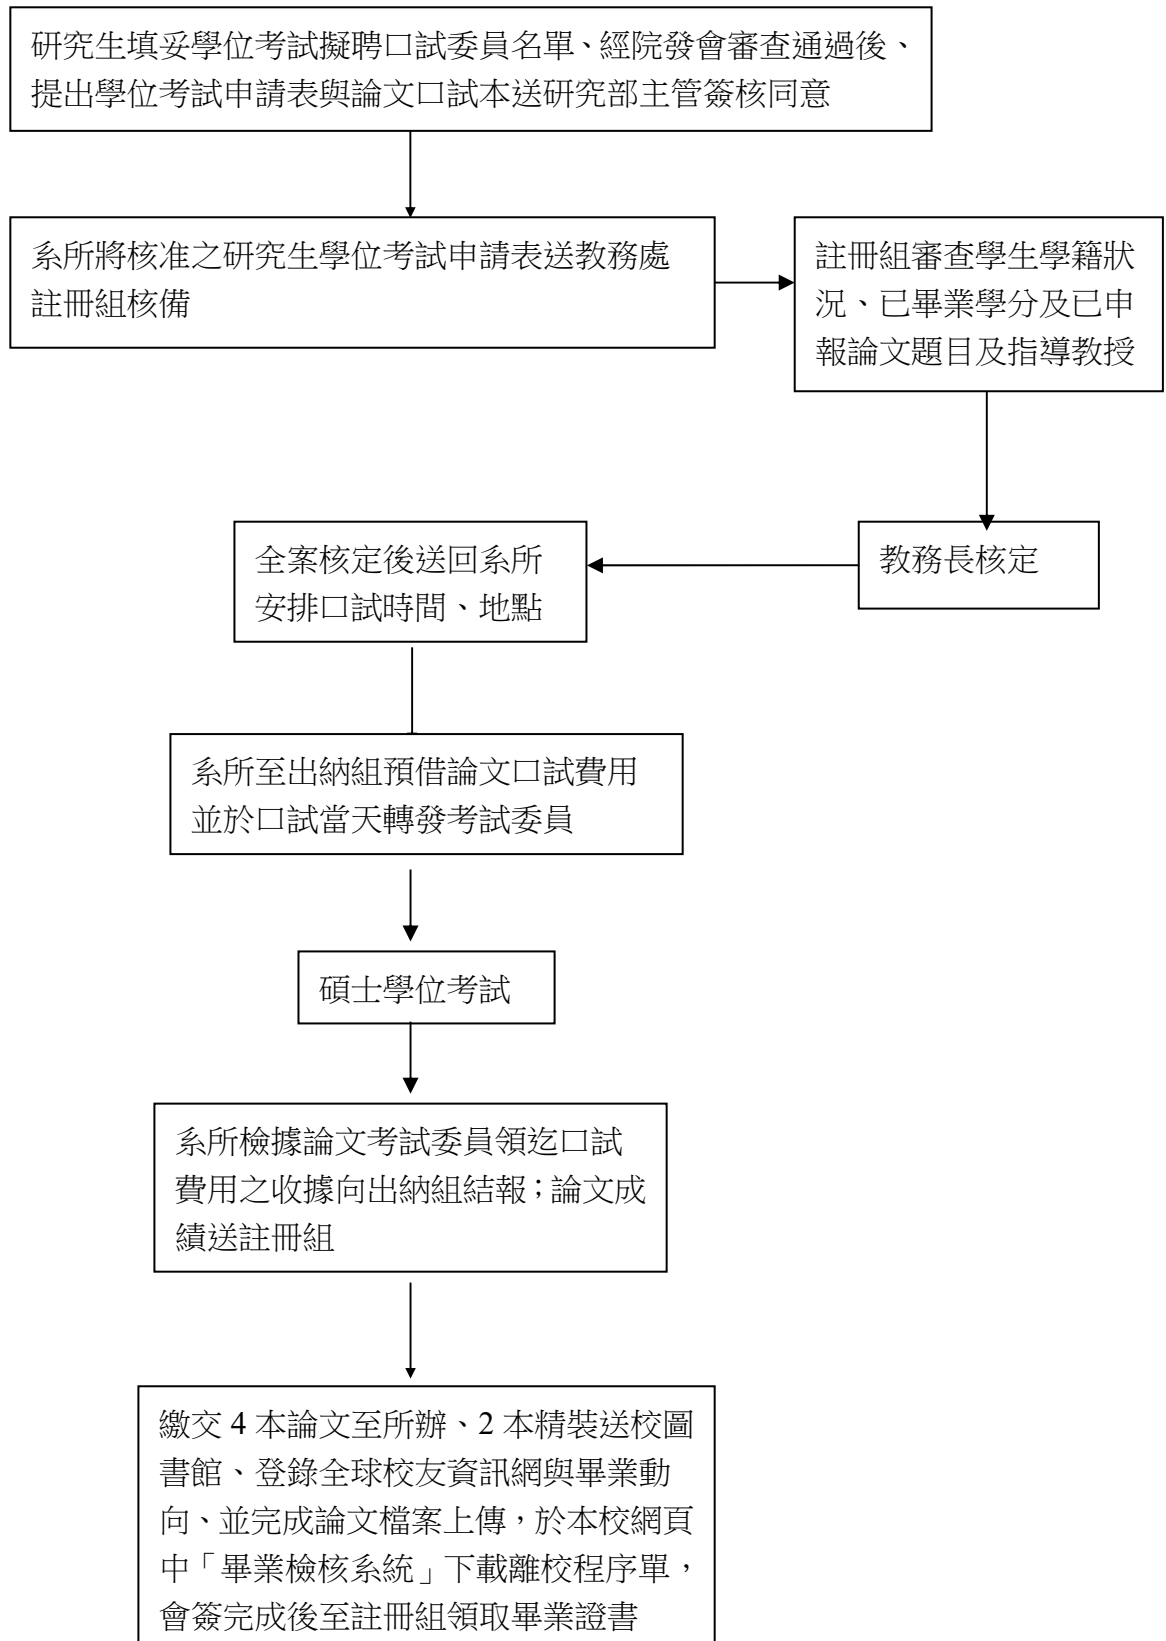 研究生填妥學位考試擬聘口試委員名單、經院發會審查通過後、
提出學位考試申請表與論文口試本送研究部主管簽核同意
系所將核准之研究生學位考試申請表送教務處
註冊組核備
註冊組審查學生學籍狀
況、已畢業學分及已申
報論文題目及指導教授
教務長核定
全案核定後送回系所
安排口試時間、地點
系所至出納組預借論文口試費用
並於口試當天轉發考試委員
碩士學位考試
系所檢據論文考試委員領迄口試
費用之收據向出納組結報；論文成
績送註冊組
繳交 4 本論文至所辦、2 本精裝送校圖
書館、登錄全球校友資訊網與畢業動
向、並完成論文檔案上傳，於本校網頁
中「畢業檢核系統」下載離校程序單，
會簽完成後至註冊組領取畢業證書